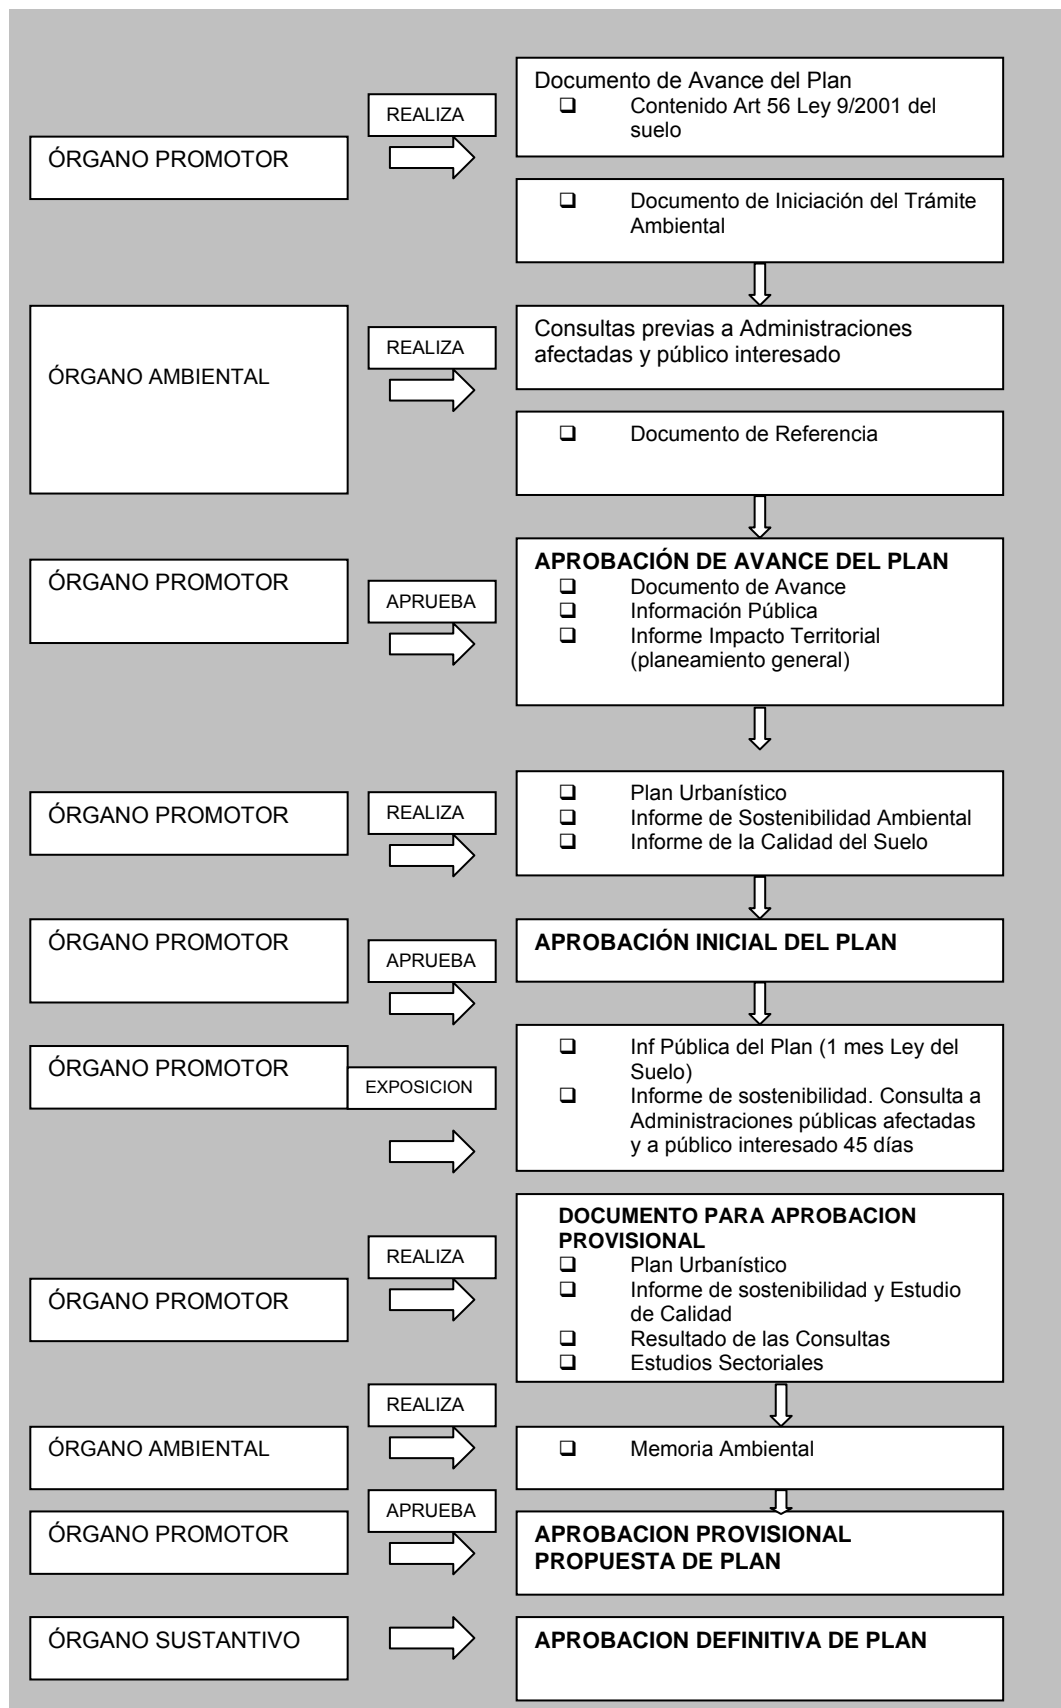 ÓRGANO PROMOTOR
REALIZA
Documento de Avance del Plan
❑ Contenido Art 56 Ley 9/2001 del
suelo
❑ Documento de Iniciación del Trámite
Ambiental
ÓRGANO AMBIENTAL
REALIZA
Consultas previas a Administraciones
afectadas y público interesado
❑ Documento de Referencia
ÓRGANO PROMOTOR
APRUEBA
APROBACIÓN DE AVANCE DEL PLAN
❑ Documento de Avance
❑ Información Pública
❑ Informe Impacto Territorial
(planeamiento general)
ÓRGANO PROMOTOR
REALIZA
❑ Plan Urbanístico
❑ Informe de Sostenibilidad Ambiental
❑ Informe de la Calidad del Suelo
ÓRGANO PROMOTOR
APRUEBA
APROBACIÓN INICIAL DEL PLAN
ÓRGANO PROMOTOR
EXPOSICION
❑ Inf Pública del Plan (1 mes Ley del
Suelo)
❑ Informe de sostenibilidad. Consulta a
Administraciones públicas afectadas
y a público interesado 45 días
ÓRGANO PROMOTOR
REALIZA
DOCUMENTO PARA APROBACION
PROVISIONAL
❑ Plan Urbanístico
❑ Informe de sostenibilidad y Estudio
de Calidad
❑ Resultado de las Consultas
❑ Estudios Sectoriales
ÓRGANO AMBIENTAL
REALIZA
❑ Memoria Ambiental
ÓRGANO PROMOTOR
APRUEBA
APROBACION PROVISIONAL
PROPUESTA DE PLAN
ÓRGANO SUSTANTIVO
APROBACION DEFINITIVA DE PLAN